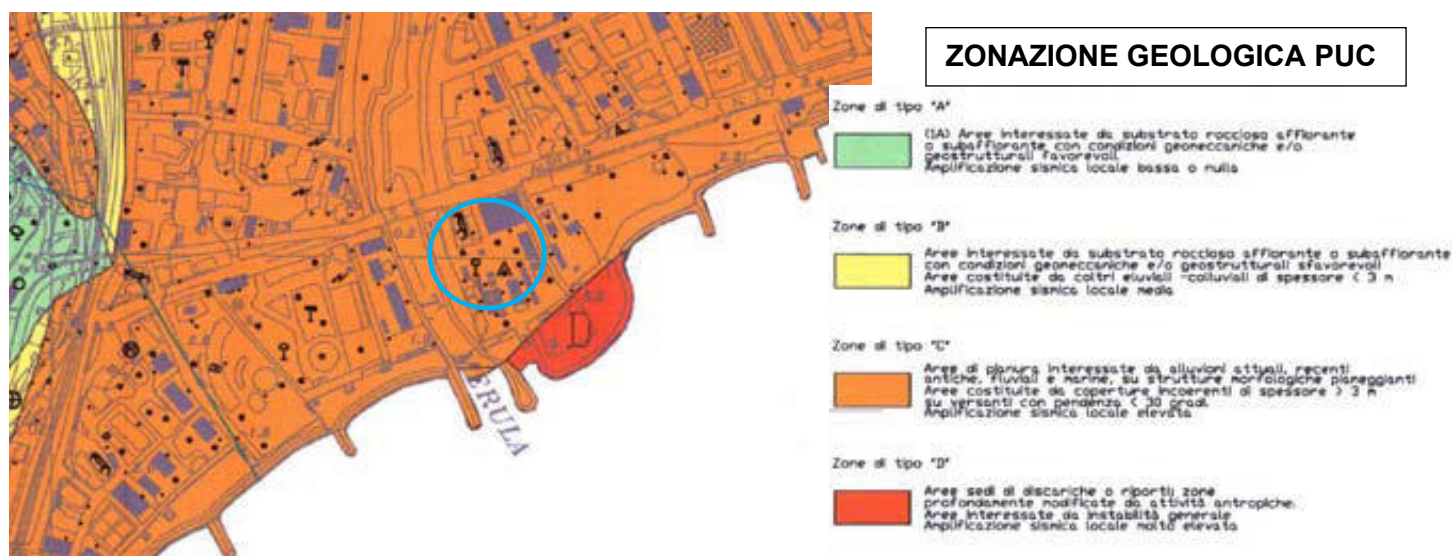 ZONAZIONE GEOLOGICA PUC
Zone di tipo "A"
(1A) Aree interessate da substrato roccioso affiorante
o subaffiorante con condizioni geomeccaniche e/o
geostrutturali favorevoli
Amplificazione sismica locale bassa o nulla
Zone di tipo "B"
Aree interessate da substrato roccioso affiorante o subaffiorante
con condizioni geomeccaniche e/o geostrutturali sfavorevoli
Aree costituite da coltri eluviali -colluviali di spessore < 3 m
Amplificazione sismica locale media
Zone di tipo "C"
Aree di pianura interessate da alluvioni attuali, recenti
antiche, fluviali e marine, su strutture morfologiche pianeggianti
Aree costituite da coperture incoerenti di spessore > 3 m
su versanti con pendenza < 30 gradi.
Amplificazione sismica locale elevata
Zone di tipo "D"
Aree sedi di discariche o riporti; zone
profondamente modificate da attività antropiche.
Aree interessate da instabilità generale
Amplificazione sismica locale molto elevata
D
ERULA